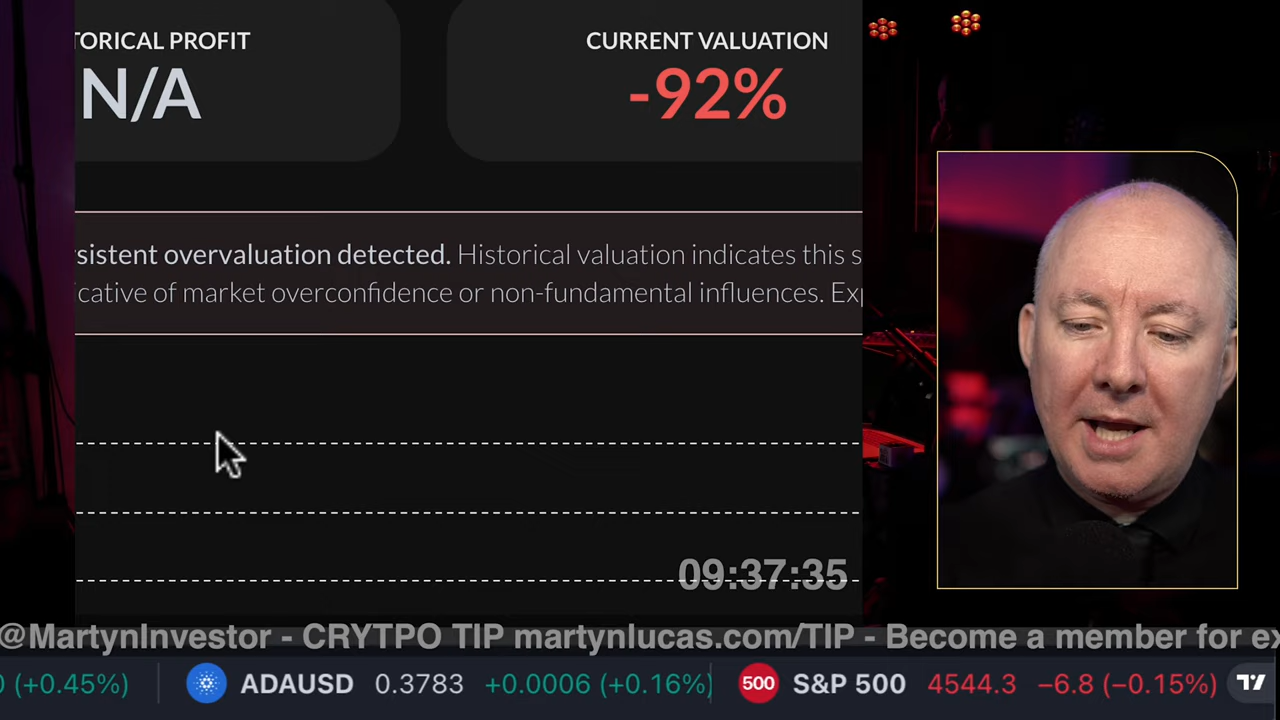 TORICAL PROFIT
N/A
CURRENT VALUATION
-92%
sistent overvaluation detected. Historical valuation indicates this s
icative of market overconfidence or non-fundamental influences. Exp
09:37:35
@MartynInvestor - CRYTPO TIP martynlucas.com/TIP - Become a member for ex
0 (+0.45%) ADAUSD 0.3783 +0.0006 (+0.16%) 500 S&P 500 4544.3 −6.8 (−0.15%)